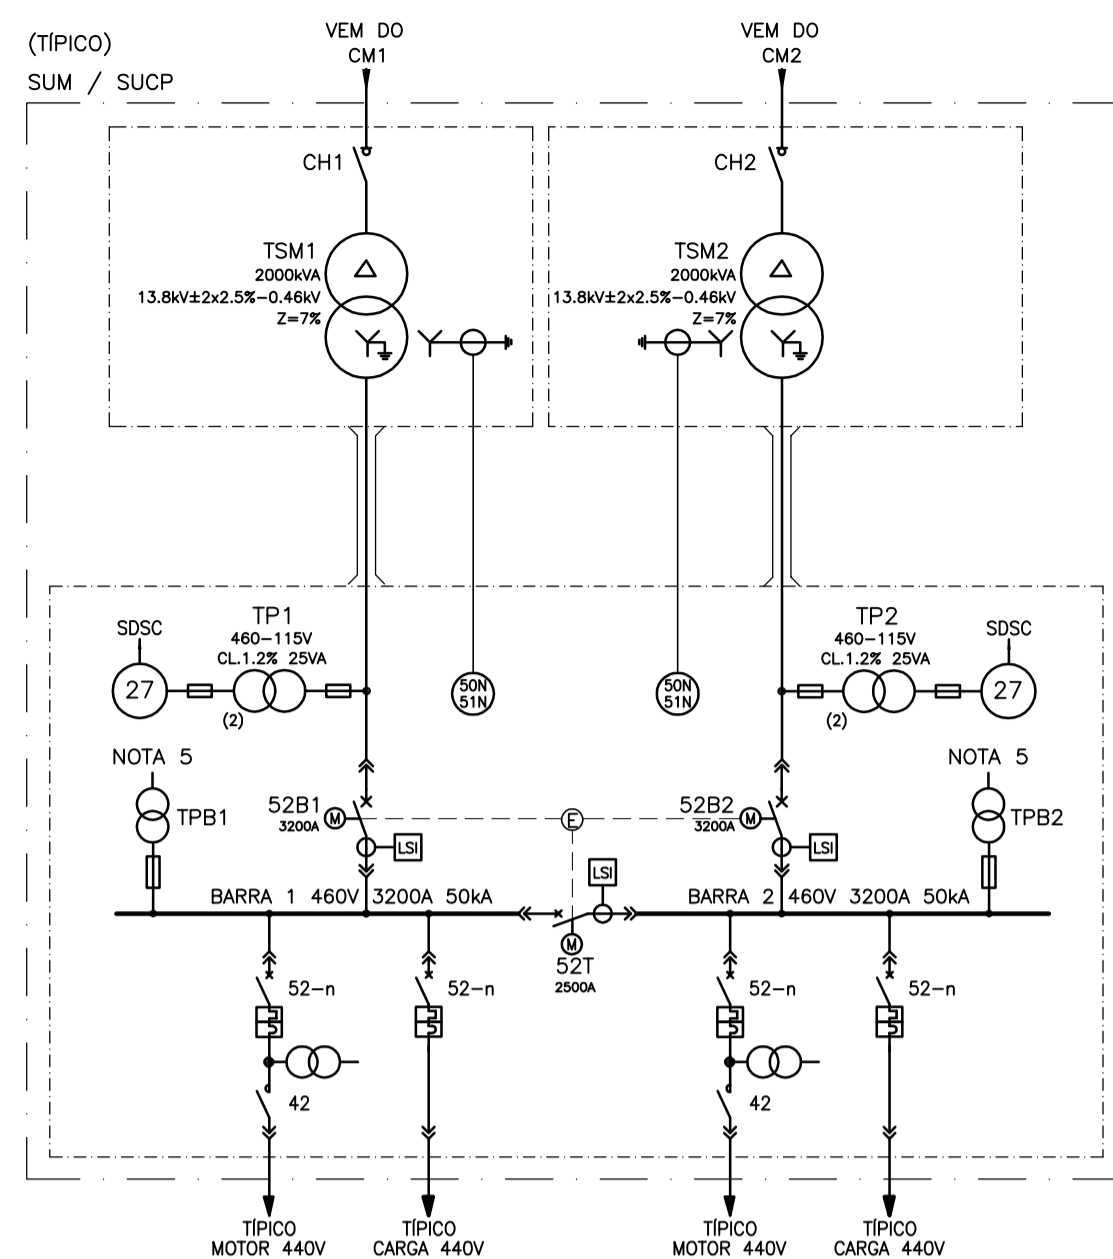 (TÍPICO)
SUM / SUCP
VEM DO
CM1
VEM DO
CM2
CH1
CH2
TSM1
2000kVA
13.8kV±2x2.5%-0.46kV
Z=7%
TSM2
2000kVA
13.8kV±2x2.5%-0.46kV
Z=7%
SDSC
27
TP1
460-115V
CL.1.2% 25VA
(2)
50N
51N
50N
51N
TP2
460-115V
CL.1.2% 25VA
(2)
SDSC
27
NOTA 5
TPB1
NOTA 5
TPB2
52B1
3200A
M
LSI
E
52B2
3200A
M
LSI
LSI
BARRA 1 460V 3200A 50kA
BARRA 2 460V 3200A 50kA
M
52T
2500A
52-n
52-n
52-n
52-n
42
42
TÍPICO
MOTOR 440V
TÍPICO
CARGA 440V
TÍPICO
MOTOR 440V
TÍPICO
CARGA 440V